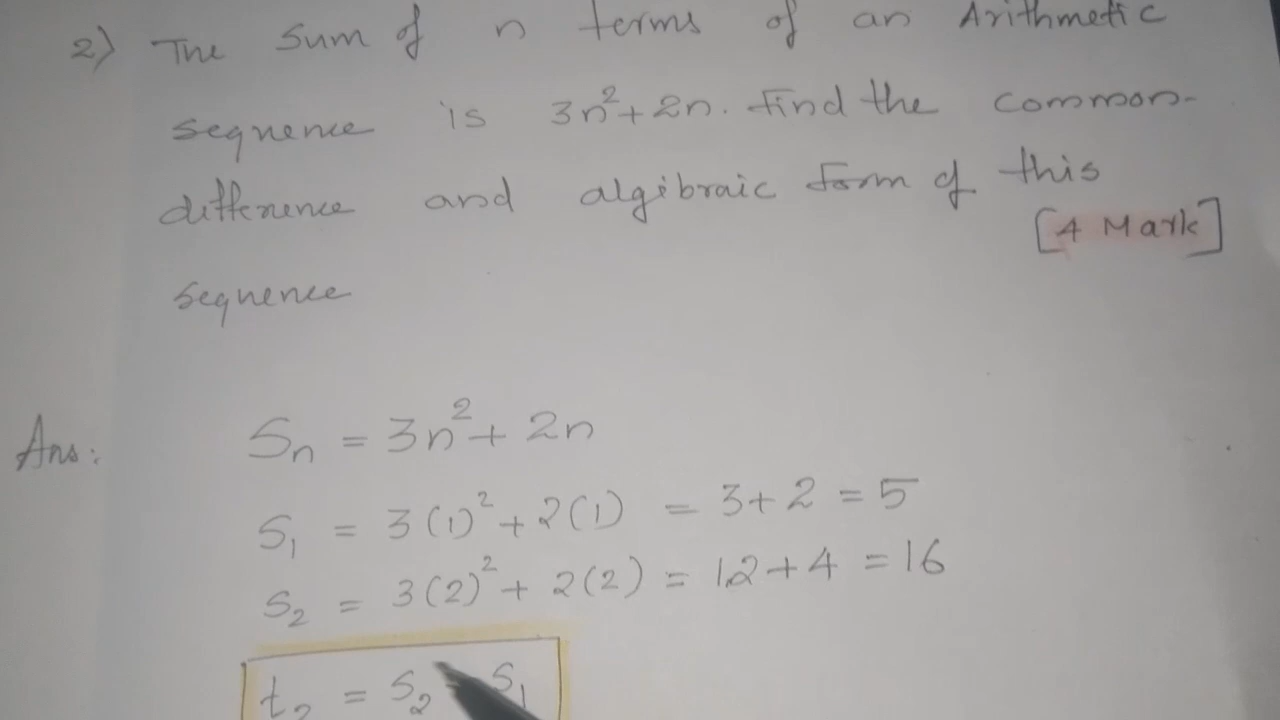 2) The Sum of n terms of an Arithmetic
sequence is 3n²+2n. Find the common-
difference and algibraic form of this
[4 Mark]
sequence
Ans: Sₙ = 3n²+ 2n
S₁ = 3(1)²+2(1) = 3+2 = 5
S₂ = 3(2)²+ 2(2) = 12+4 = 16
t₂ = S₂ S₁